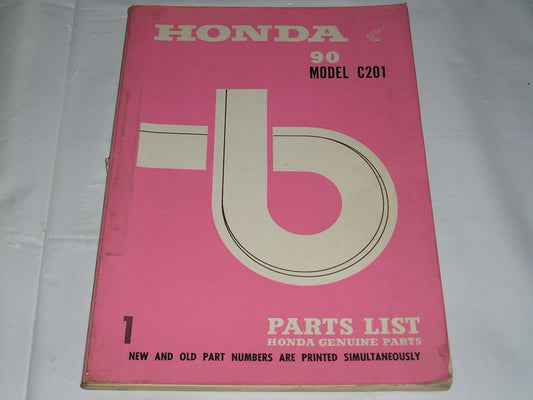 HONDA
90
MODEL C201
1
PARTS LIST
HONDA GENUINE PARTS
NEW AND OLD PART NUMBERS ARE PRINTED SIMULTANEOUSLY